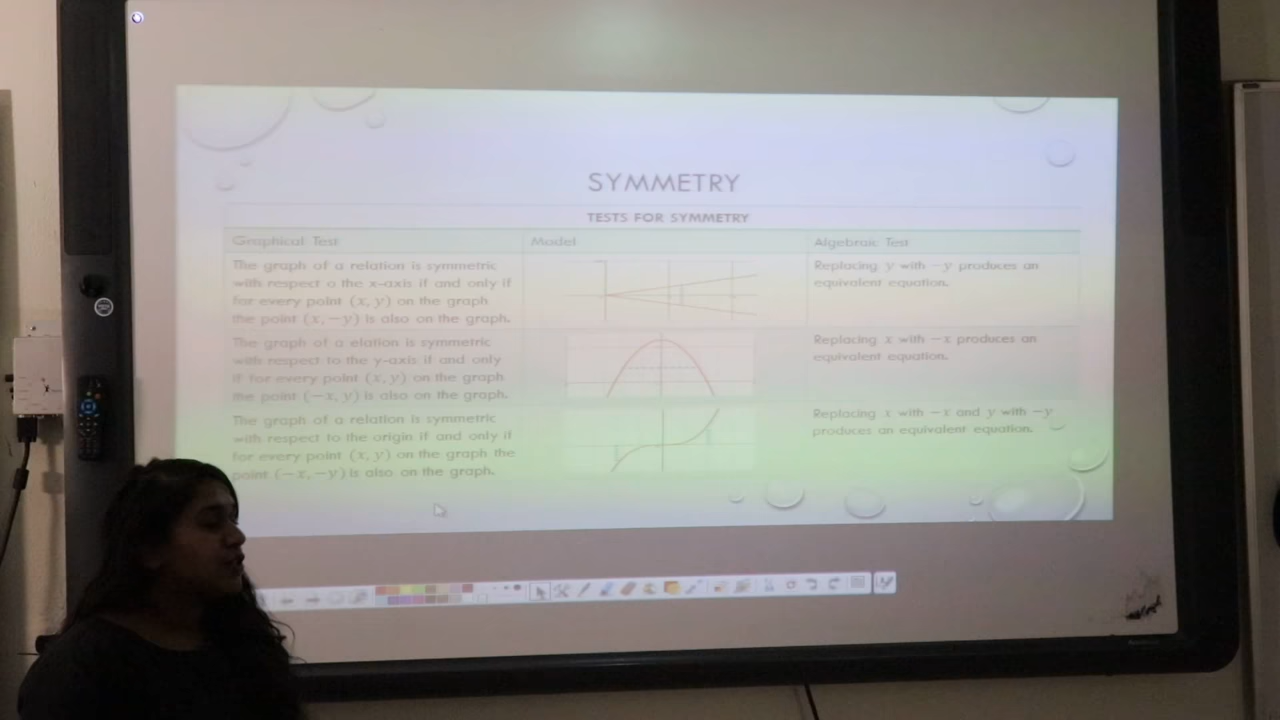 SYMMETRY
TESTS FOR SYMMETRY
Graphical Test
Model
Algebraic Test
The graph of a relation is symmetric
with respect o the x-axis if and only if
for every point (x, y) on the graph
the point (x, −y) is also on the graph.
Replacing y with −y produces an
equivalent equation.
The graph of a elation is symmetric
with respect to the y-axis if and only
if for every point (x, y) on the graph
the point (−x, y) is also on the graph.
Replacing x with −x produces an
equivalent equation.
The graph of a relation is symmetric
with respect to the origin if and only if
for every point (x, y) on the graph the
point (−x, −y) is also on the graph.
Replacing x with −x and y with −y
produces an equivalent equation.